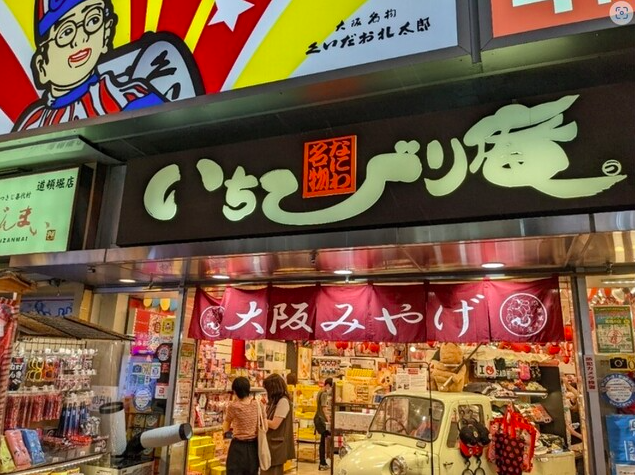 大阪名物
くいだおれ太郎
道頓堀店
ZANMAI
なにわ
名物
いちびり庵
大阪みやげ